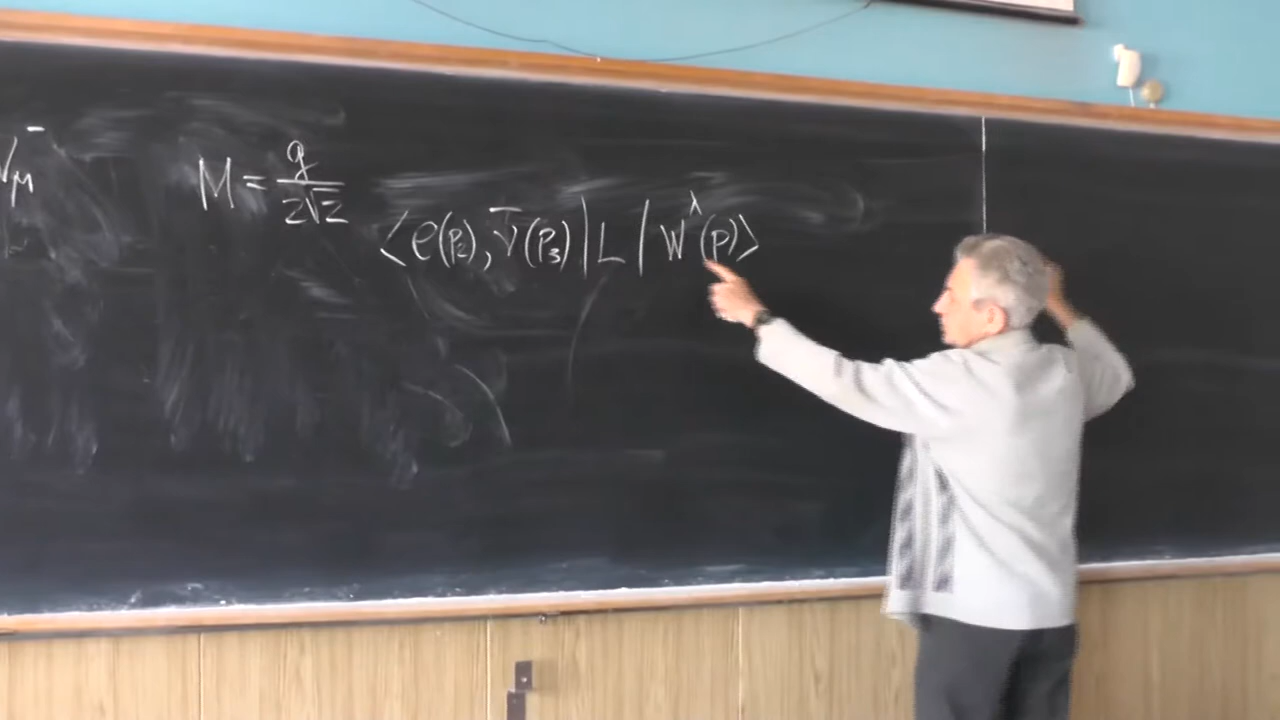 M = g/2√2
⟨e(p₂), ν̅(p₃)|L|W^λ(p)⟩